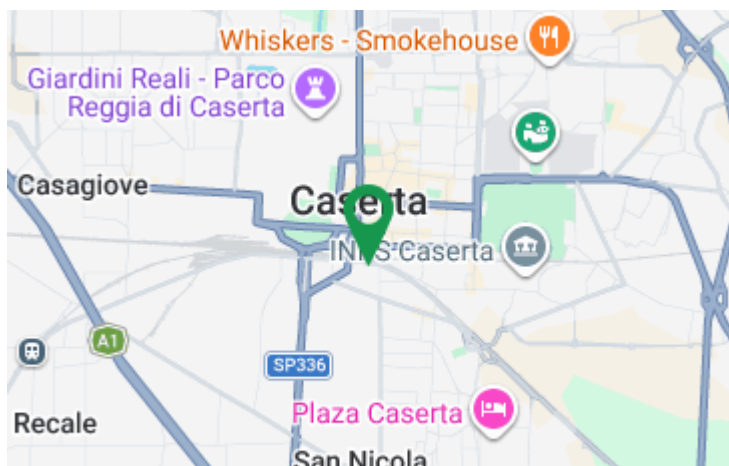 Whiskers - Smokehouse
Giardini Reali - Parco
Reggia di Caserta
Casagiove
Caserta
INPS Caserta
A1
SP336
Plaza Caserta
Recale
San Nicola